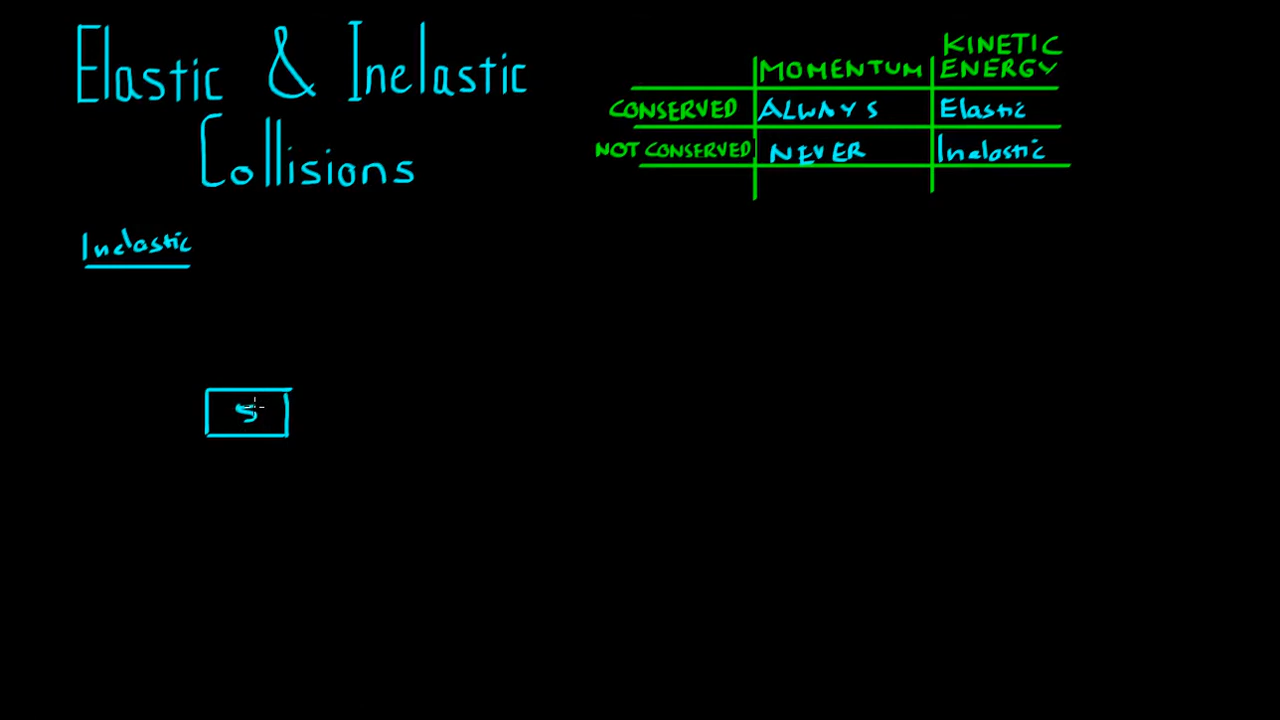 Elastic & Inelastic
Collisions
MOMENTUM KINETIC ENERGY
CONSERVED ALWAYS Elastic
NOT CONSERVED NEVER Inelastic
Inelastic
5